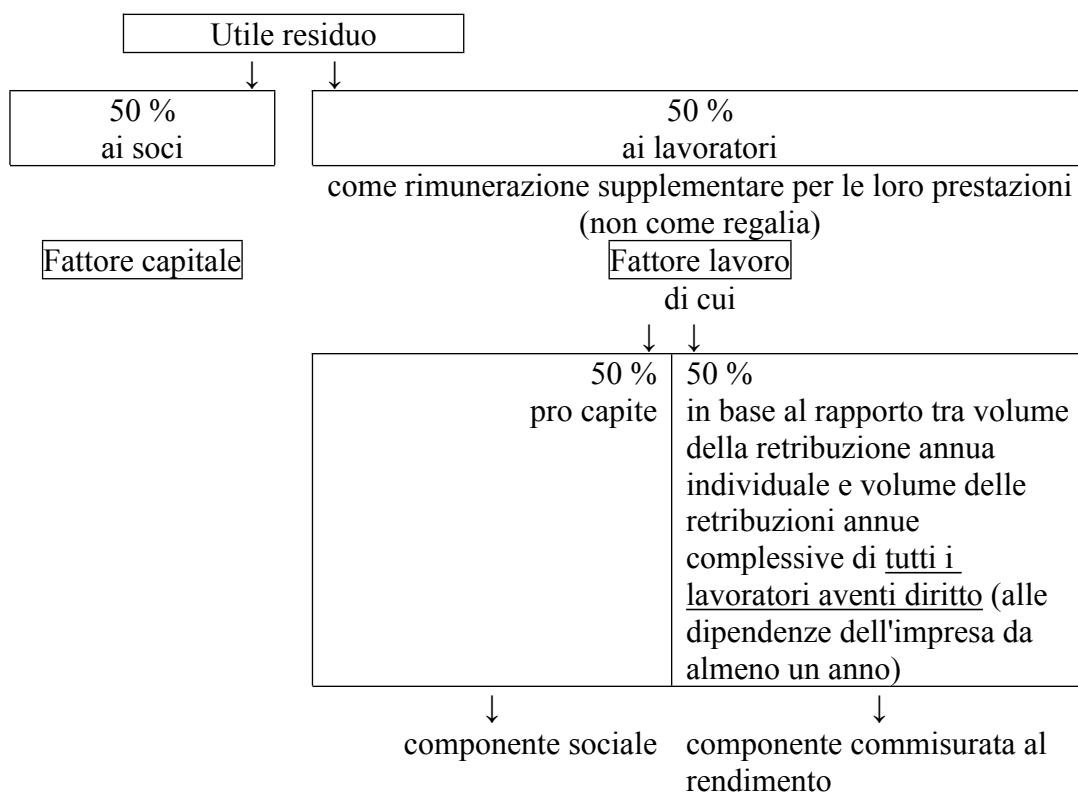 Utile residuo
↓ ↓
50 %
ai soci
50 %
ai lavoratori
come rimunerazione supplementare per le loro prestazioni
(non come regalia)
Fattore capitale
Fattore lavoro
di cui
↓ ↓
50 %
pro capite
50 %
in base al rapporto tra volume
della retribuzione annua
individuale e volume delle
retribuzioni annue
complessive di tutti i
lavoratori aventi diritto (alle
dipendenze dell'impresa da
almeno un anno)
↓
componente sociale
↓
componente commisurata al
rendimento